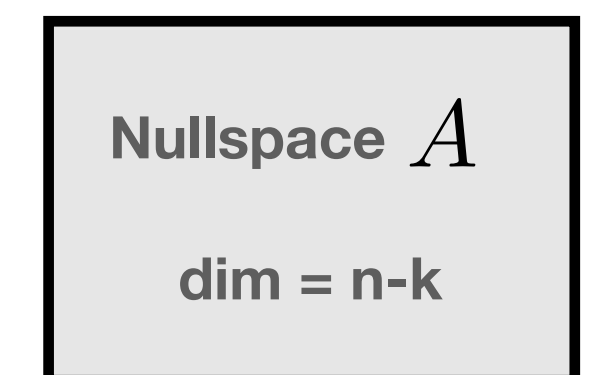 Nullspace A
dim = n-k